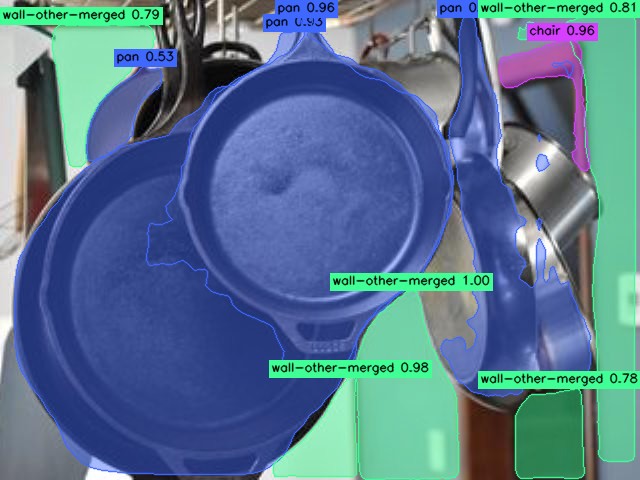 wall-other-merged 0.79
pan 0.96
pan 0.93
pan 0
wall-other-merged 0.81
chair 0.96
pan 0.53
wall-other-merged 1.00
wall-other-merged 0.98
wall-other-merged 0.78